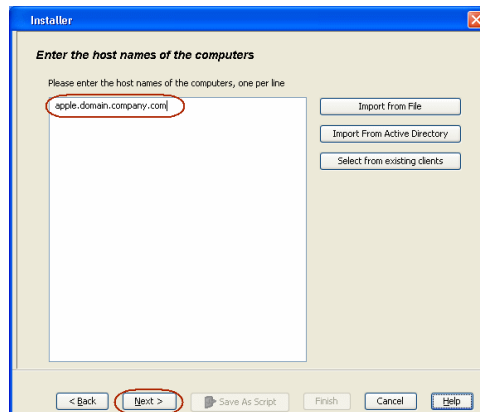 Installer
Enter the host names of the computers
Please enter the host names of the computers, one per line
apple.domain.company.com
Import from File
Import From Active Directory
Select from existing clients
< Back
Next >
Save As Script
Finish
Cancel
Help